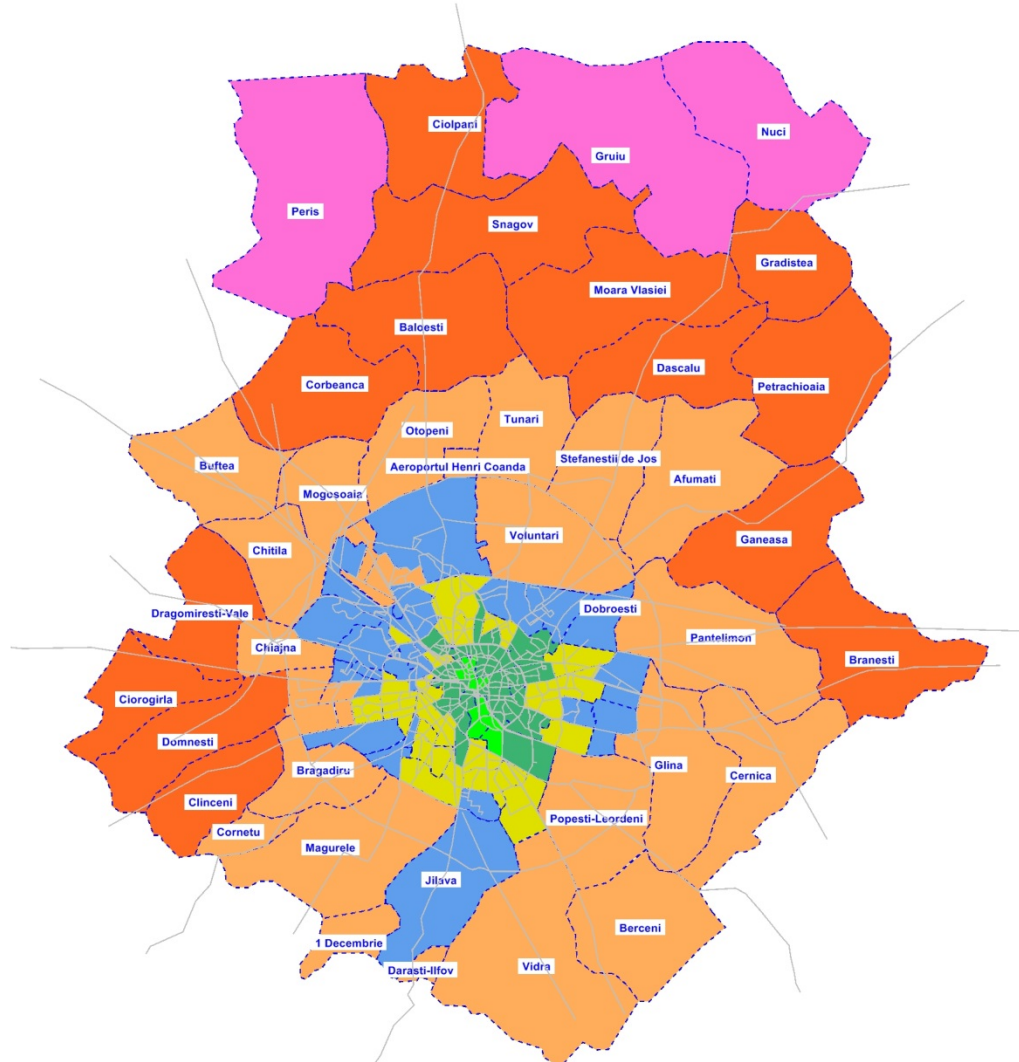 Ciolpani
Nuci
Gruiu
Peris
Snagov
Gradistea
Moara Vlasiei
Baloesti
Dascalu
Corbeanca
Petrachioaia
Tunari
Otopeni
Stefanestii de Jos
Buftea
Aeroportul Henri Coanda
Afumati
Mogosoaia
Voluntari
Ganeasa
Chitila
Dobroesti
Dragomiresti-Vale
Pantelimon
Chiajna
Branesti
Ciorogirla
Domnesti
Glina
Bragadiru
Cernica
Clinceni
Popesti-Leordeni
Cornetu
Magurele
Jilava
Berceni
1 Decembrie
Vidra
Darasti-Ilfov